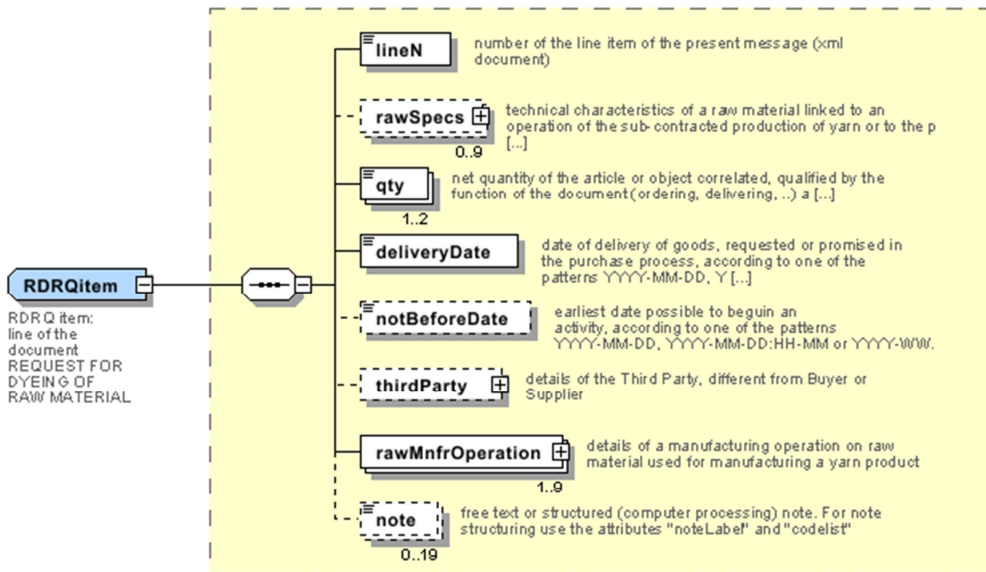 lineN
number of the line item of the present message (xml
document)
rawSpecs
technical characteristics of a raw material linked to an
operation of the sub-contracted production of yarn or to the p
[...]
0..9
qty
net quantity of the article or object correlated, qualified by the
function of the document (ordering, delivering, ..) a [...]
1..2
deliveryDate
date of delivery of goods, requested or promised in
the purchase process, according to one of the
patterns YYYY-MM-DD, Y [...]
RDRQitem
RDRQ item:
line of the
document
REQUEST FOR
DYEING OF
RAW MATERIAL
notBeforeDate
earliest date possible to beguin an
activity, according to one of the patterns
YYYY-MM-DD, YYYY-MM-DD:HH-MM or YYYY-WW.
thirdParty
details of the Third Party, different from Buyer or
Supplier
rawMnfrOperation
details of a manufacturing operation on raw
material used for manufacturing a yarn product
1..9
note
free text or structured (computer processing) note. For note
structuring use the attributes "noteLabel" and "codelist"
0..19